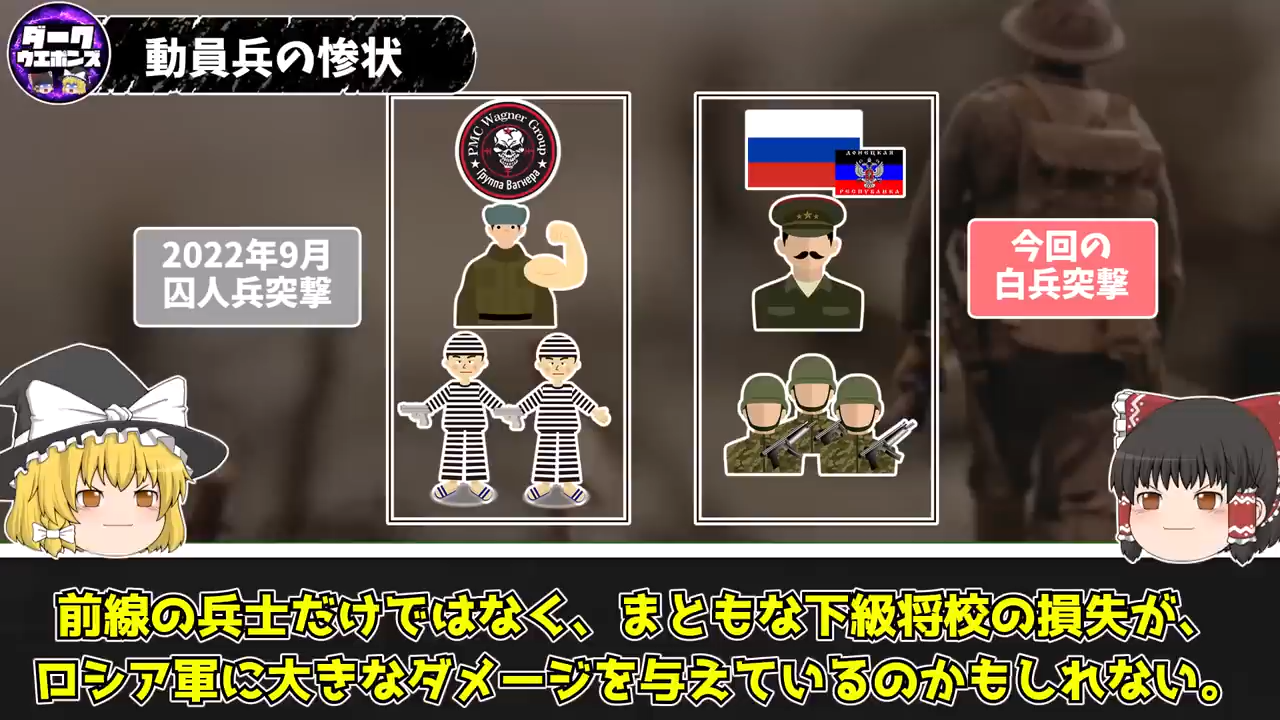 ダーク
ウエポンズ
動員兵の惨状
PMC Wagner Group
Группа Вагнера
ДОНЕЦКАЯ
РЕСПУБЛИКА
2022年9月
囚人兵突撃
今回の
白兵突撃
前線の兵士だけではなく、まともな下級将校の損失が、
ロシア軍に大きなダメージを与えているのかもしれない。